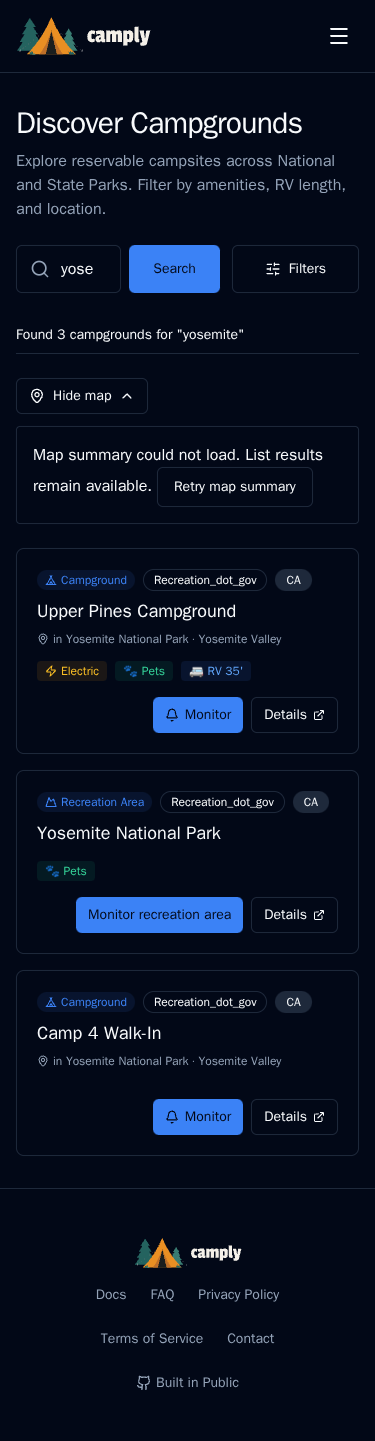 camply
Discover Campgrounds
Explore reservable campsites across National
and State Parks. Filter by amenities, RV length,
and location.
yose
Search
Filters
Found 3 campgrounds for "yosemite"
Hide map
Map summary could not load. List results
remain available.
Retry map summary
Campground
Recreation_dot_gov
CA
Upper Pines Campground
in Yosemite National Park · Yosemite Valley
Electric
Pets
RV 35'
Monitor
Details
Recreation Area
Recreation_dot_gov
CA
Yosemite National Park
Pets
Monitor recreation area
Details
Campground
Recreation_dot_gov
CA
Camp 4 Walk-In
in Yosemite National Park · Yosemite Valley
Monitor
Details
camply
Docs
FAQ
Privacy Policy
Terms of Service
Contact
Built in Public